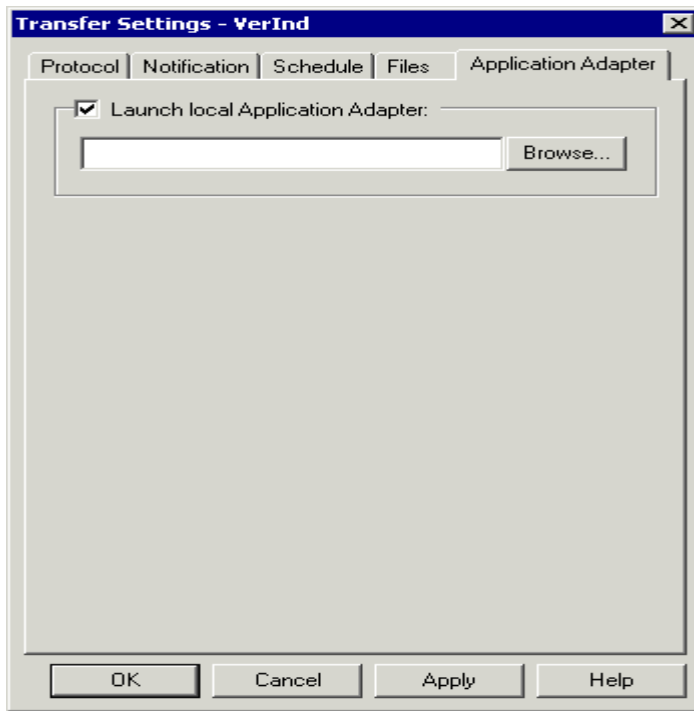 Transfer Settings - VerInd
Protocol Notification Schedule Files Application Adapter
Launch local Application Adapter:
Browse...
OK Cancel Apply Help